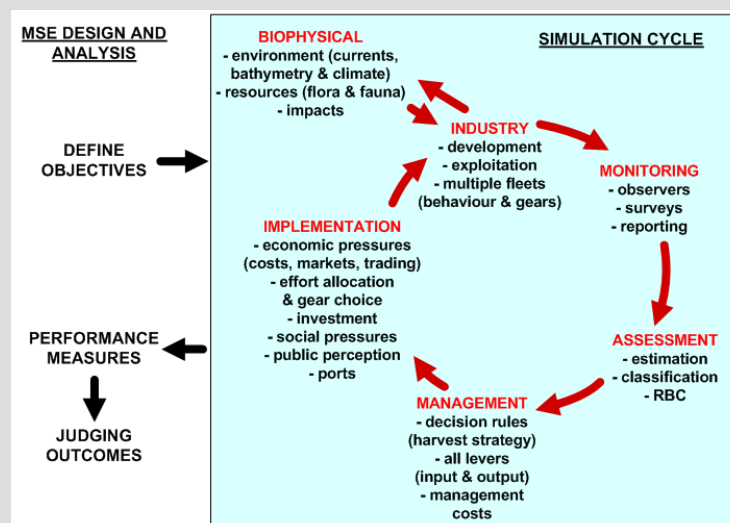 MSE DESIGN AND
ANALYSIS
DEFINE
OBJECTIVES
PERFORMANCE
MEASURES
JUDGING
OUTCOMES
SIMULATION CYCLE
BIOPHYSICAL
- environment (currents,
bathymetry & climate)
- resources (flora & fauna)
- impacts
INDUSTRY
- development
- exploitation
- multiple fleets
(behaviour & gears)
MONITORING
- observers
- surveys
- reporting
ASSESSMENT
- estimation
- classification
- RBC
MANAGEMENT
- decision rules
(harvest strategy)
- all levers
(input & output)
- management
costs
IMPLEMENTATION
- economic pressures
(costs, markets, trading)
- effort allocation
& gear choice
- investment
- social pressures
- public perception
- ports